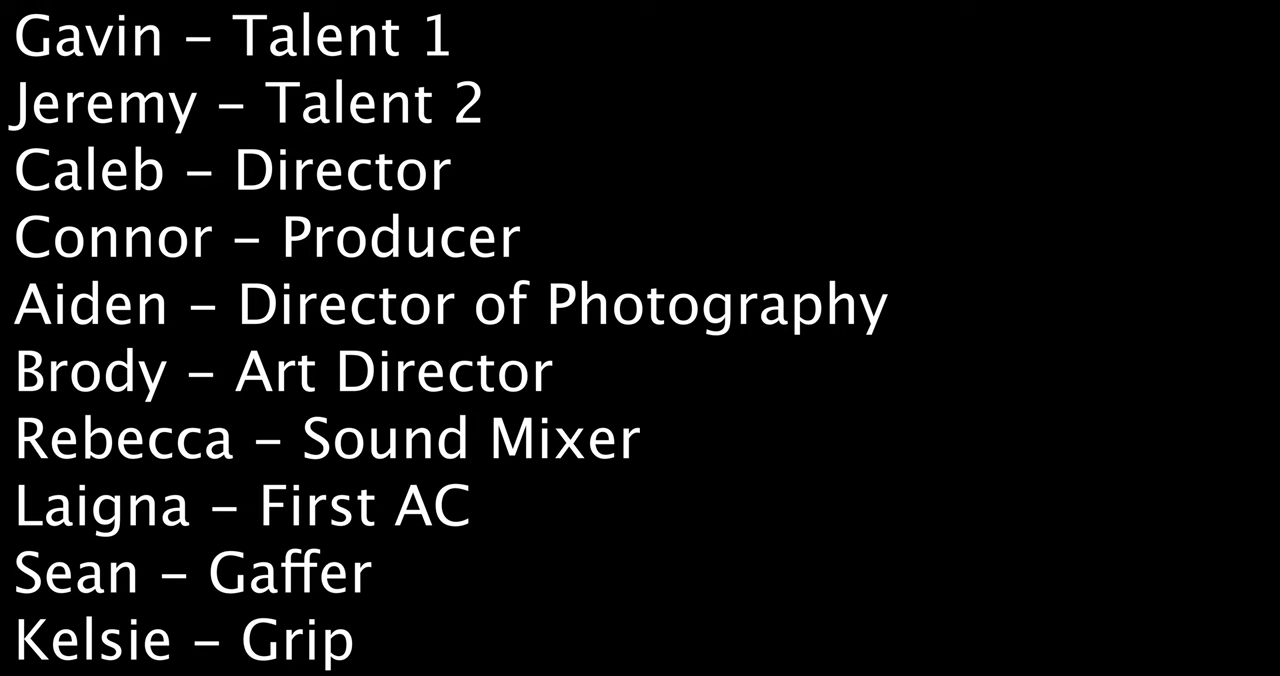 Gavin – Talent 1
Jeremy – Talent 2
Caleb – Director
Connor – Producer
Aiden – Director of Photography
Brody – Art Director
Rebecca – Sound Mixer
Laigna – First AC
Sean – Gaffer
Kelsie – Grip